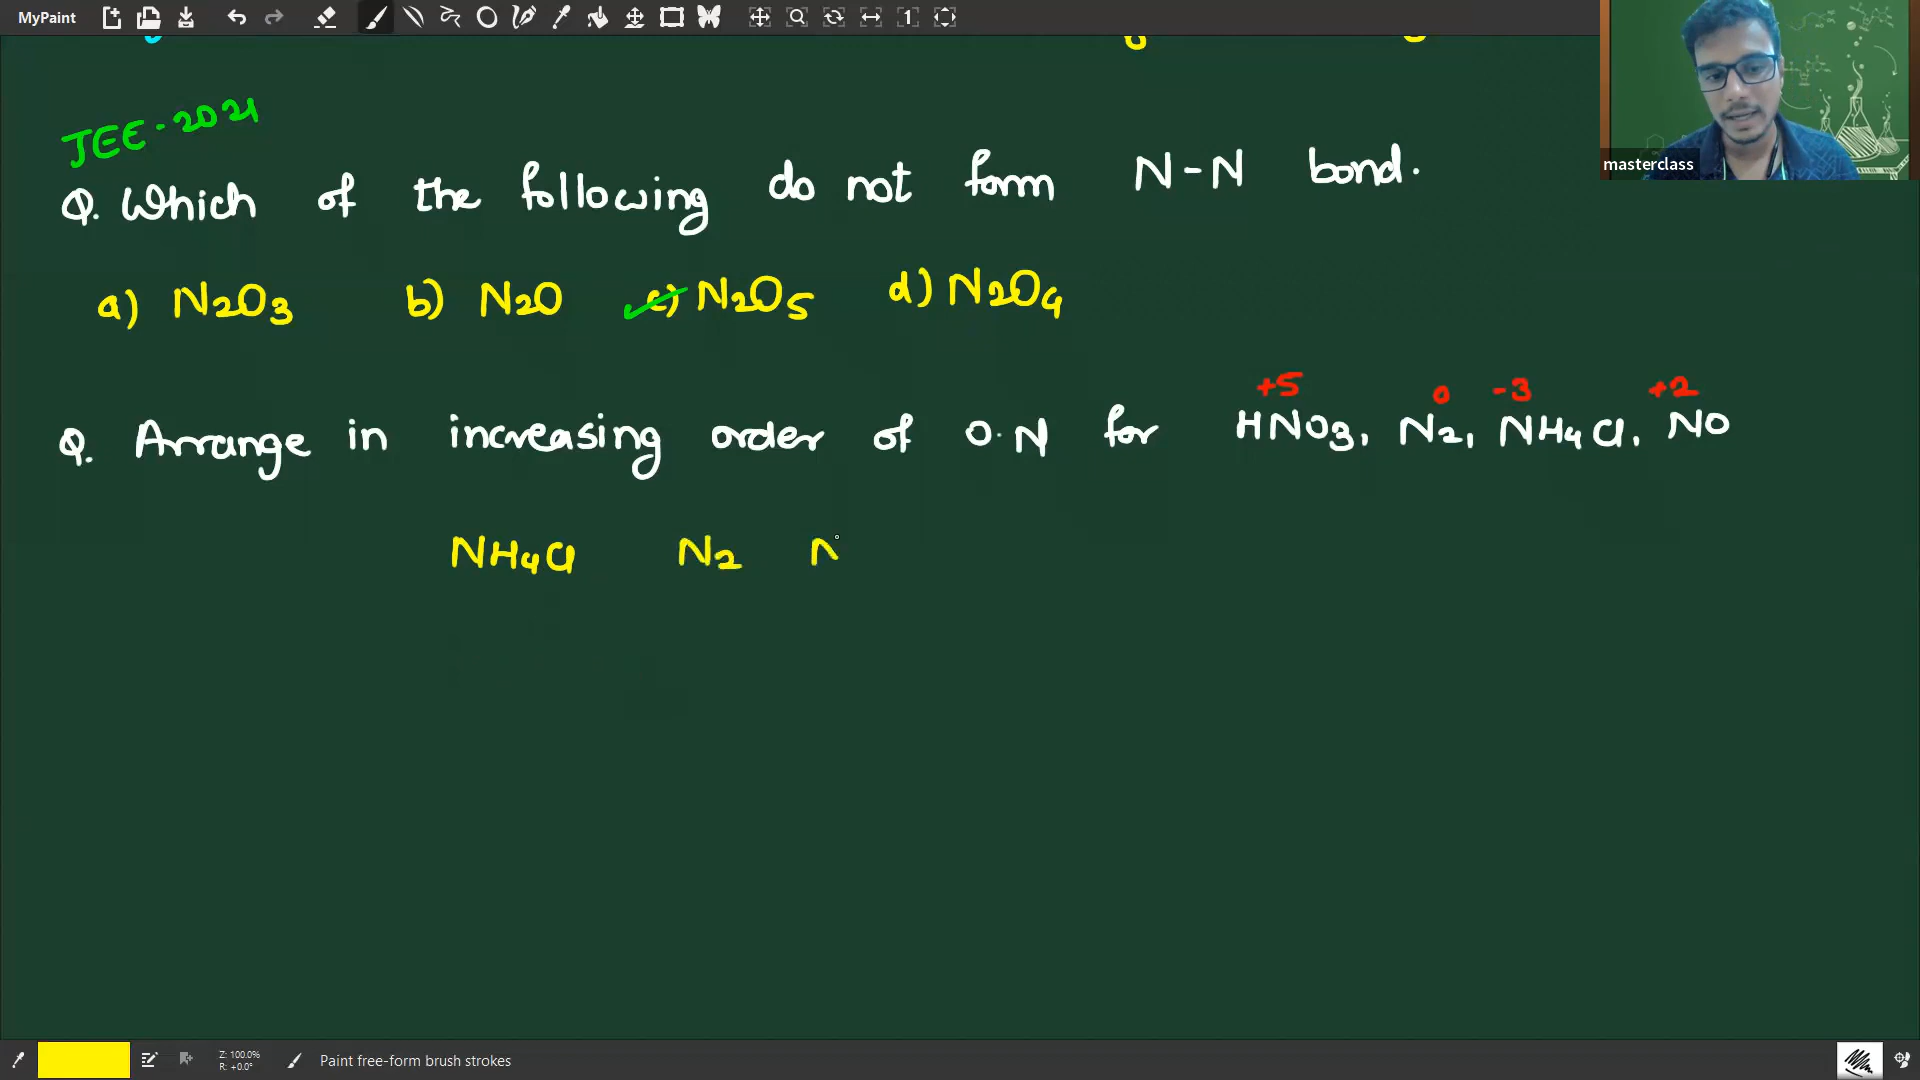 MyPaint
masterclass
JEE-2021
Q. Which of the following do not form N-N bond.
a) N2O3 b) N2O c) N2O5 d) N2O4
+5 0 -3 +2
Q. Arrange in increasing order of O.N for HNO3, N2, NH4Cl, NO
NH4Cl N2 N
Z: 100.0%
R: +0.0°
Paint free-form brush strokes